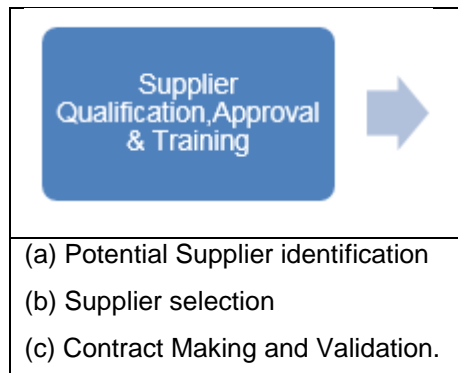 Supplier
Qualification,Approval
& Training
(a) Potential Supplier identification
(b) Supplier selection
(c) Contract Making and Validation.